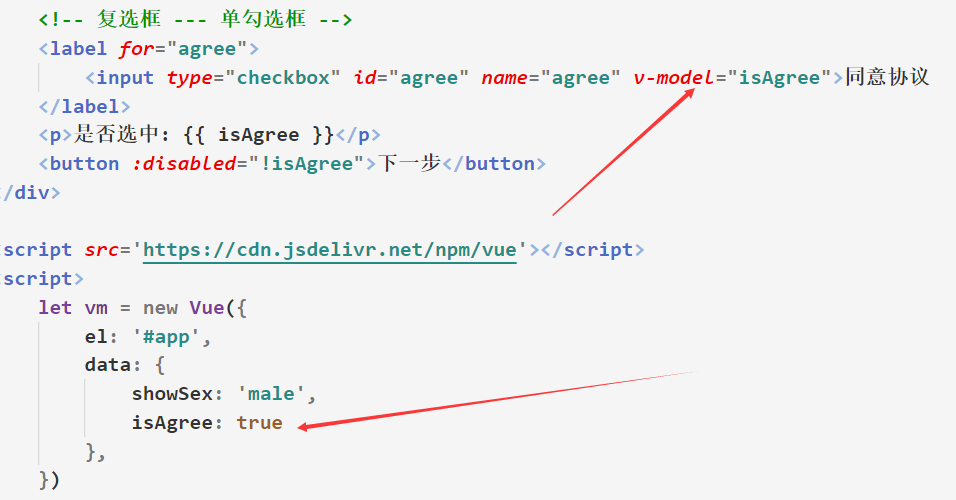 <!-- 复选框 --- 单勾选框 -->
<label for="agree">
<input type="checkbox" id="agree" name="agree" v-model="isAgree">同意协议
</label>
<p>是否选中: {{ isAgree }}</p>
<button :disabled="!isAgree">下一步</button>
/div>
script src='https://cdn.jsdelivr.net/npm/vue'></script>
script>
let vm = new Vue({
el: '#app',
data: {
showSex: 'male',
isAgree: true
},
})